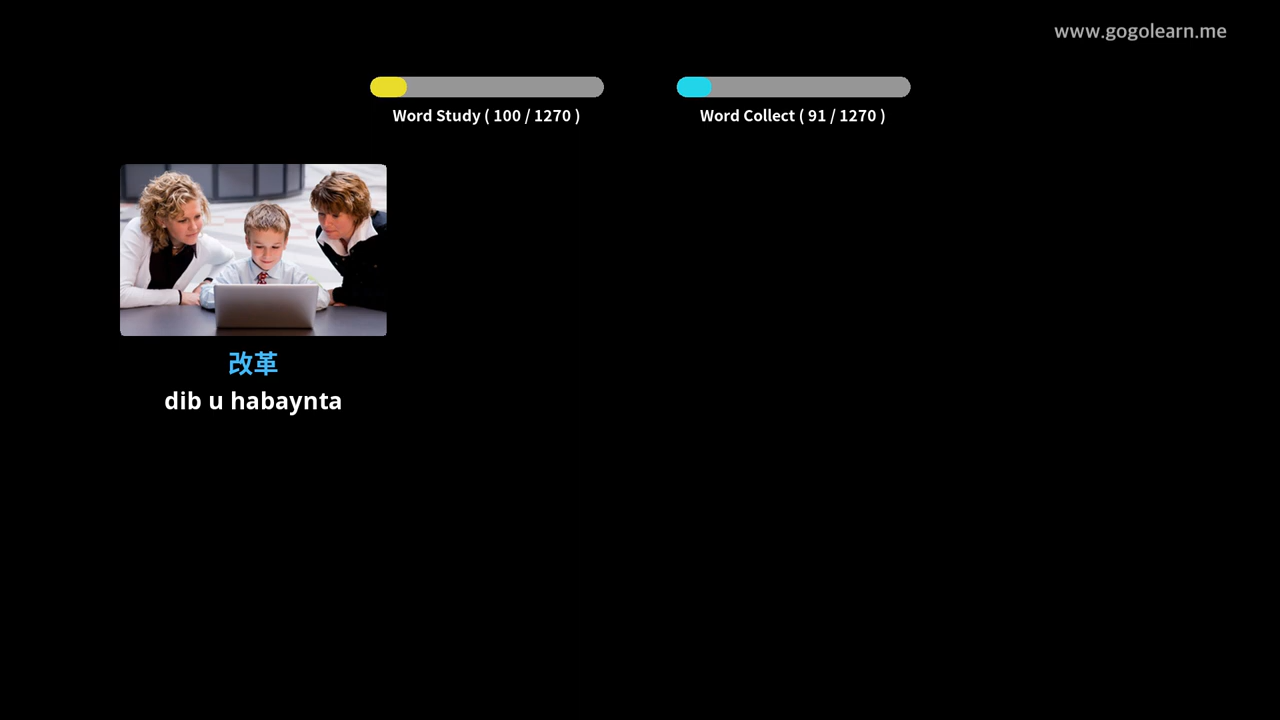 www.gogolearn.me
Word Study ( 100 / 1270 )
Word Collect ( 91 / 1270 )
改革
dib u habaynta